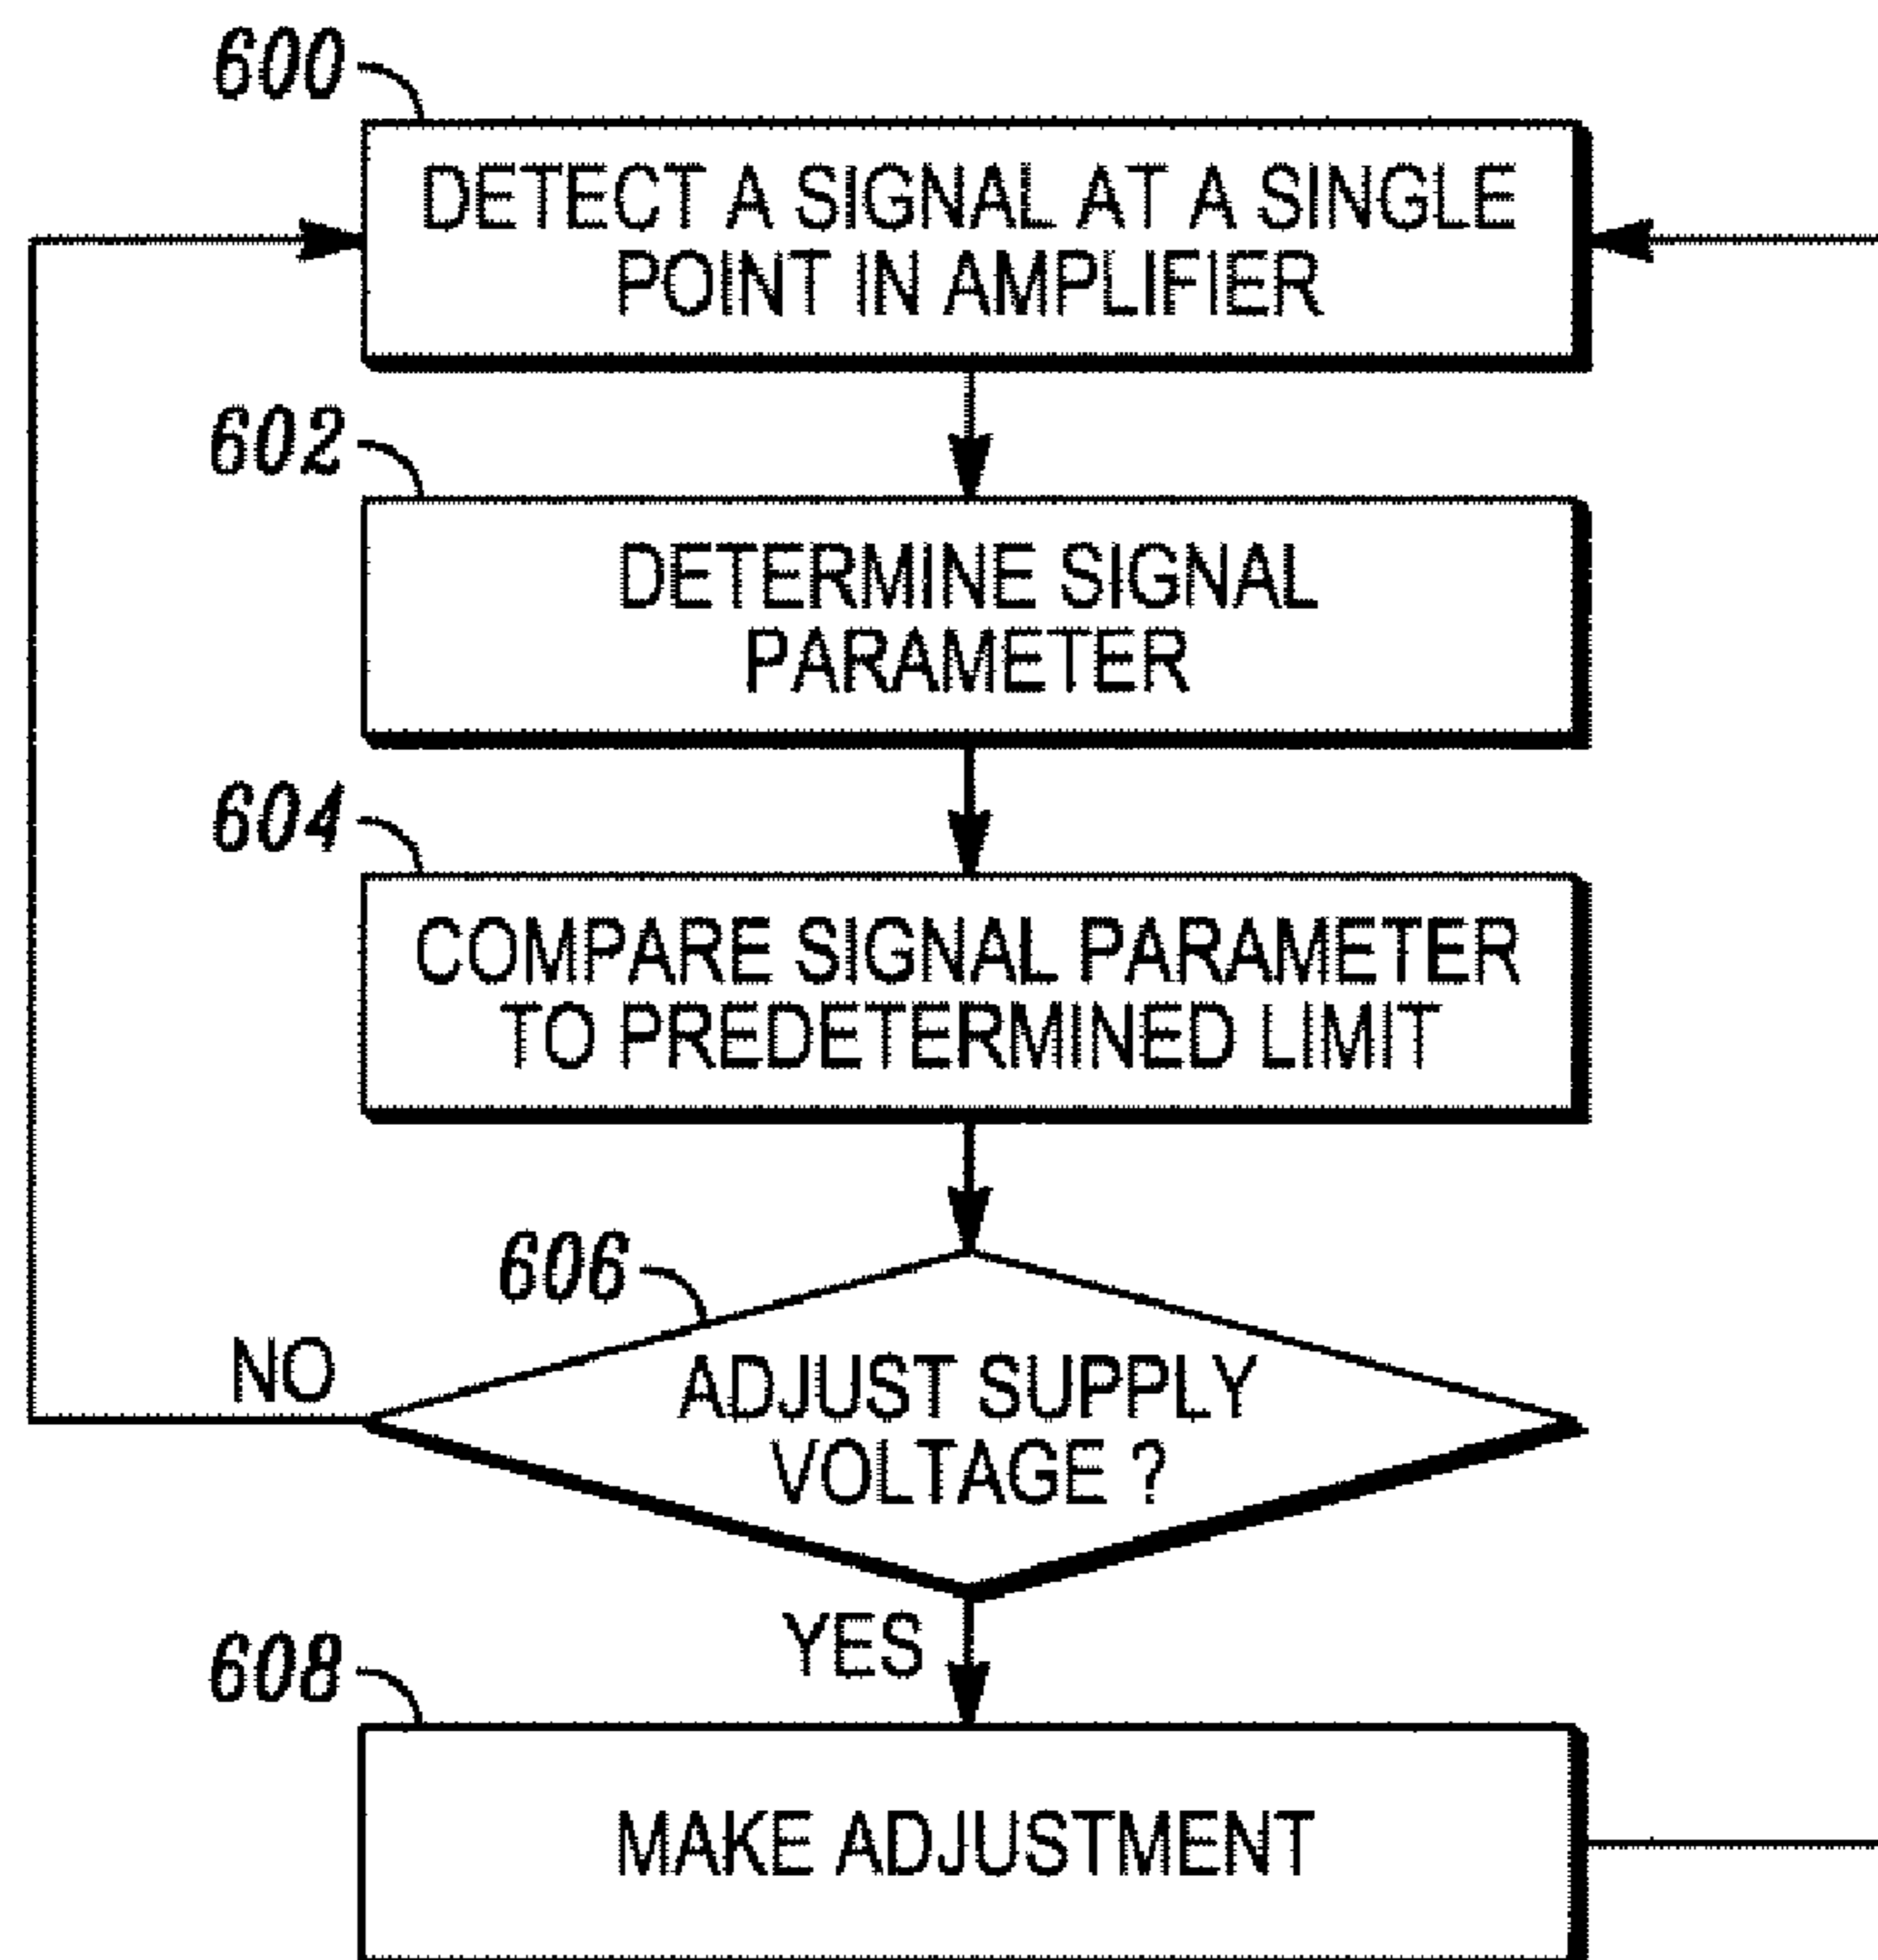 600
DETECT A SIGNAL AT A SINGLE
POINT IN AMPLIFIER
602
DETERMINE SIGNAL
PARAMETER
604
COMPARE SIGNAL PARAMETER
TO PREDETERMINED LIMIT
606
NO
ADJUST SUPPLY
VOLTAGE ?
YES
608
MAKE ADJUSTMENT